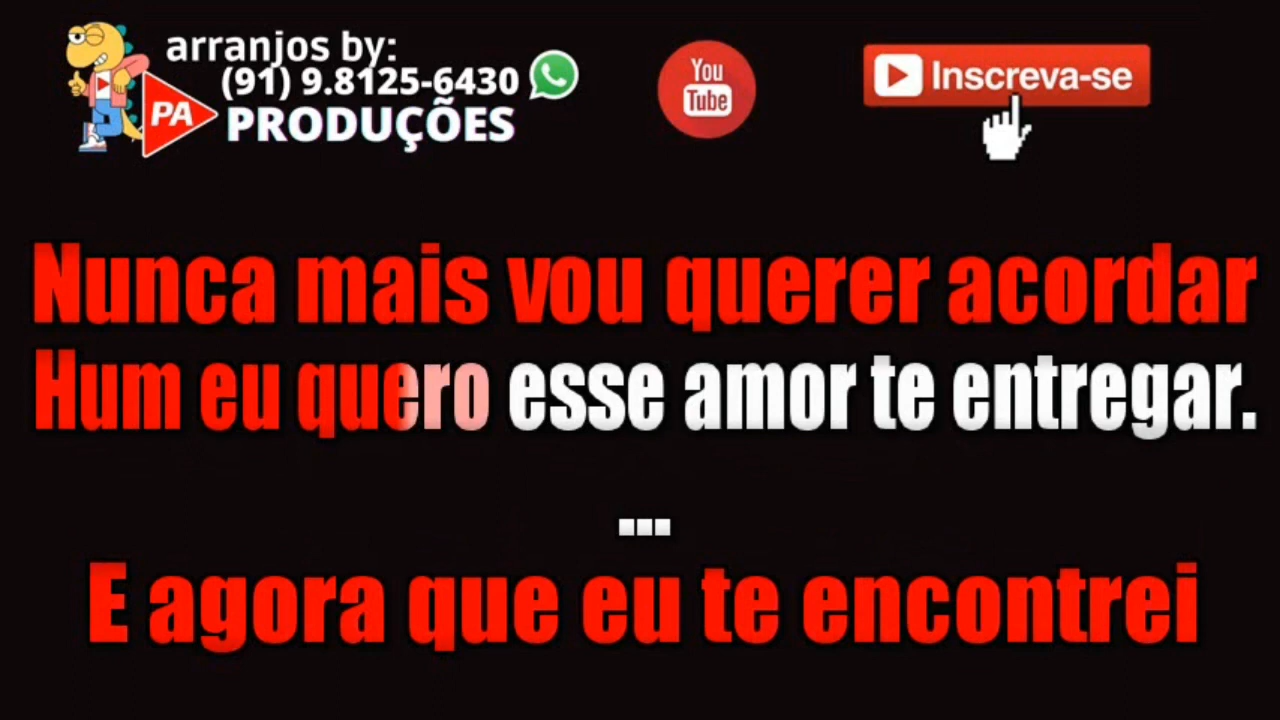 arranjos by:
(91) 9.8125-6430
PA PRODUÇÕES
You
Tube
Inscreva-se
Nunca mais vou querer acordar
Hum eu quero esse amor te entregar.
...
E agora que eu te encontrei